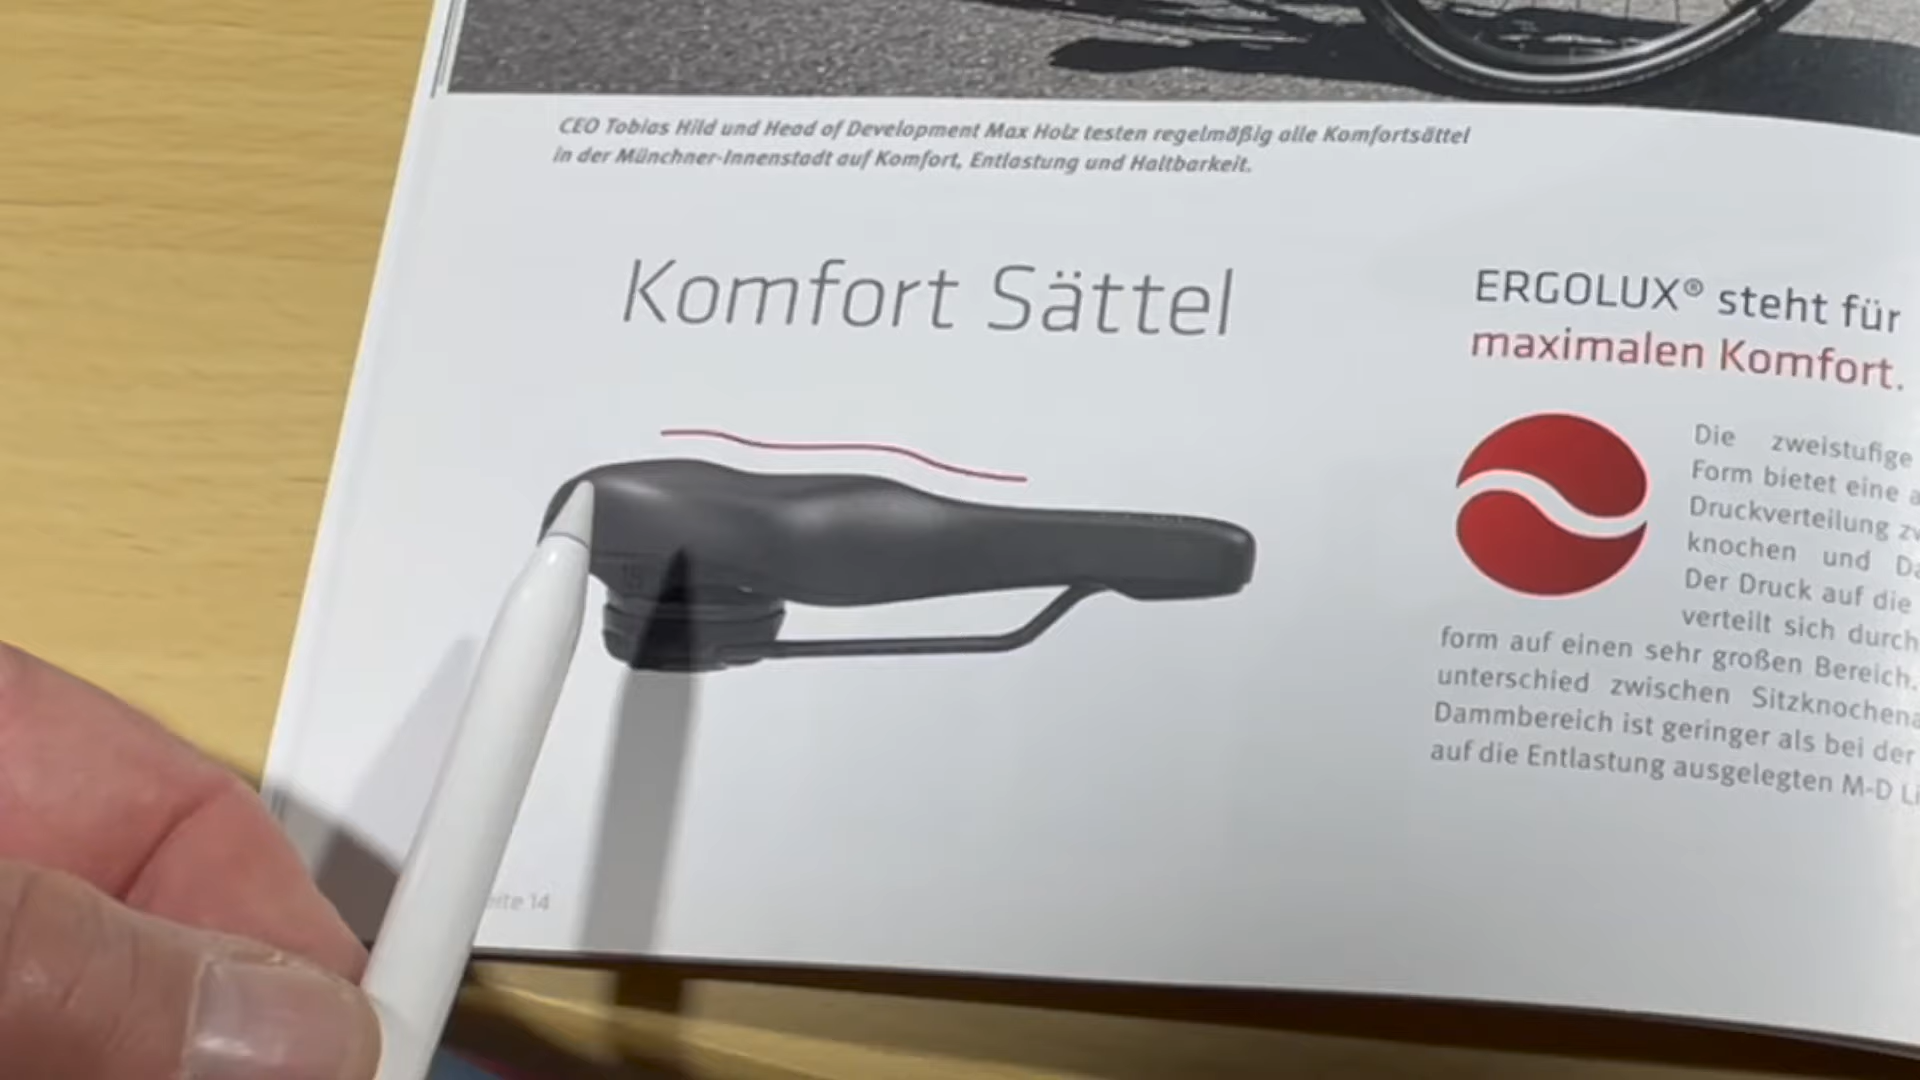 CEO Tobias Hild und Head of Development Max Holz testen regelmäßig alle Komfortsättel
in der Münchner-Innenstadt auf Komfort, Entlastung und Haltbarkeit.
Komfort Sättel
ERGOLUX® steht für
maximalen Komfort.
Die zweistufige
Form bietet eine
Druckverteilung
knochen und
Der Druck auf die
verteilt sich durch
form auf einen sehr großen Bereich.
unterschied zwischen
Dammbereich ist geringer als bei der
auf die Entlastung ausgelegten M-D
14